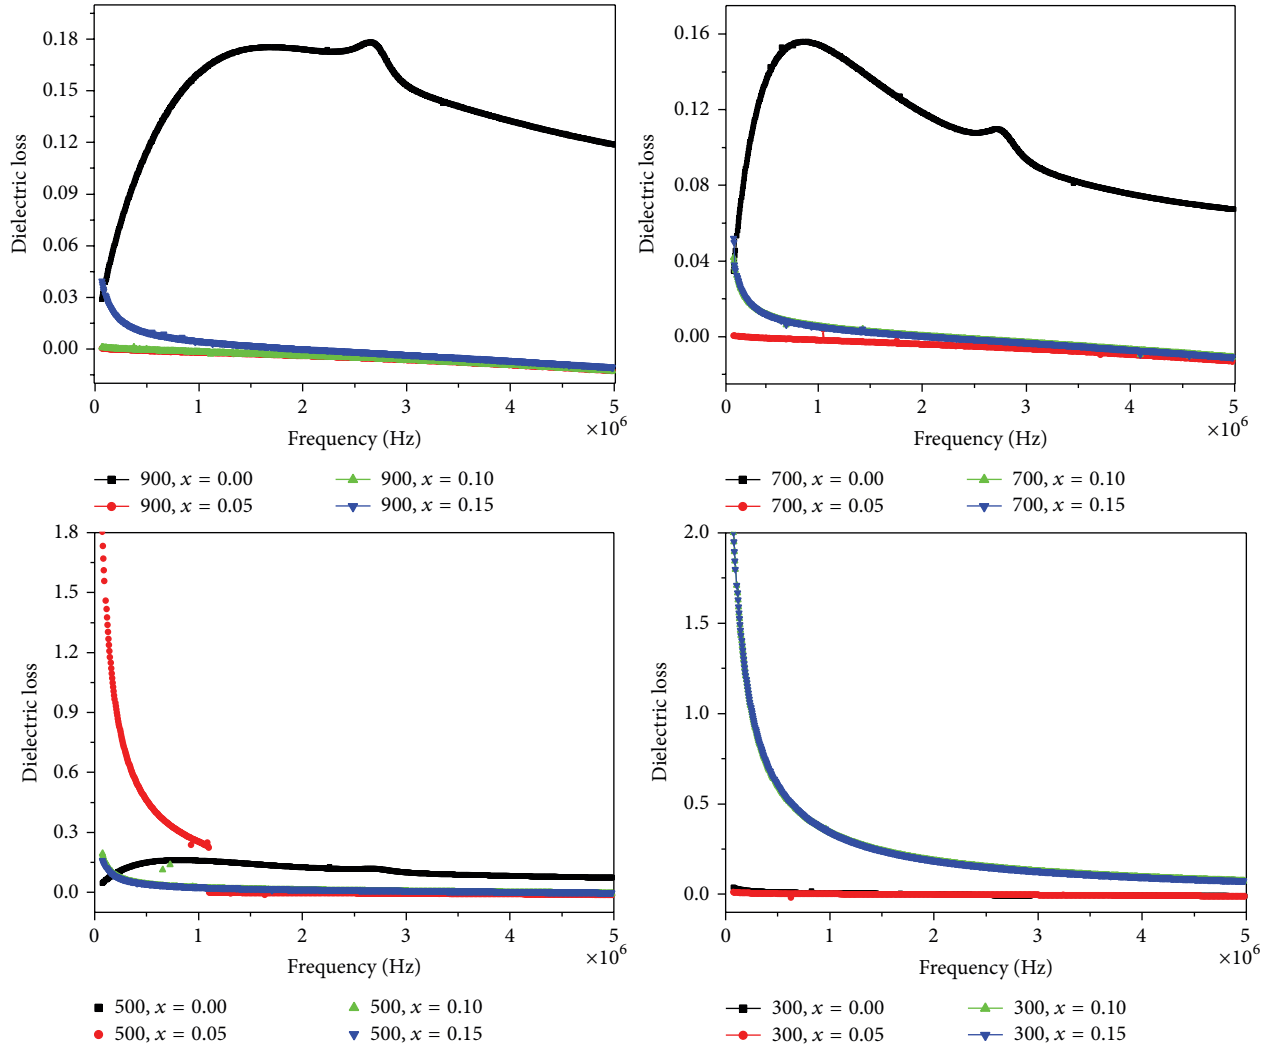 Dielectric loss
0.18
0.15
0.12
0.09
0.06
0.03
0.00
0 1 2 3 4 5
×10⁶
Frequency (Hz)
900, x = 0.00
900, x = 0.10
900, x = 0.05
900, x = 0.15
Dielectric loss
0.16
0.12
0.08
0.04
0.00
0 1 2 3 4 5
×10⁶
Frequency (Hz)
700, x = 0.00
700, x = 0.10
700, x = 0.05
700, x = 0.15
Dielectric loss
1.8
1.5
1.2
0.9
0.6
0.3
0.0
0 1 2 3 4 5
×10⁶
Frequency (Hz)
500, x = 0.00
500, x = 0.10
500, x = 0.05
500, x = 0.15
Dielectric loss
2.0
1.5
1.0
0.5
0.0
0 1 2 3 4 5
×10⁶
Frequency (Hz)
300, x = 0.00
300, x = 0.10
300, x = 0.05
300, x = 0.15